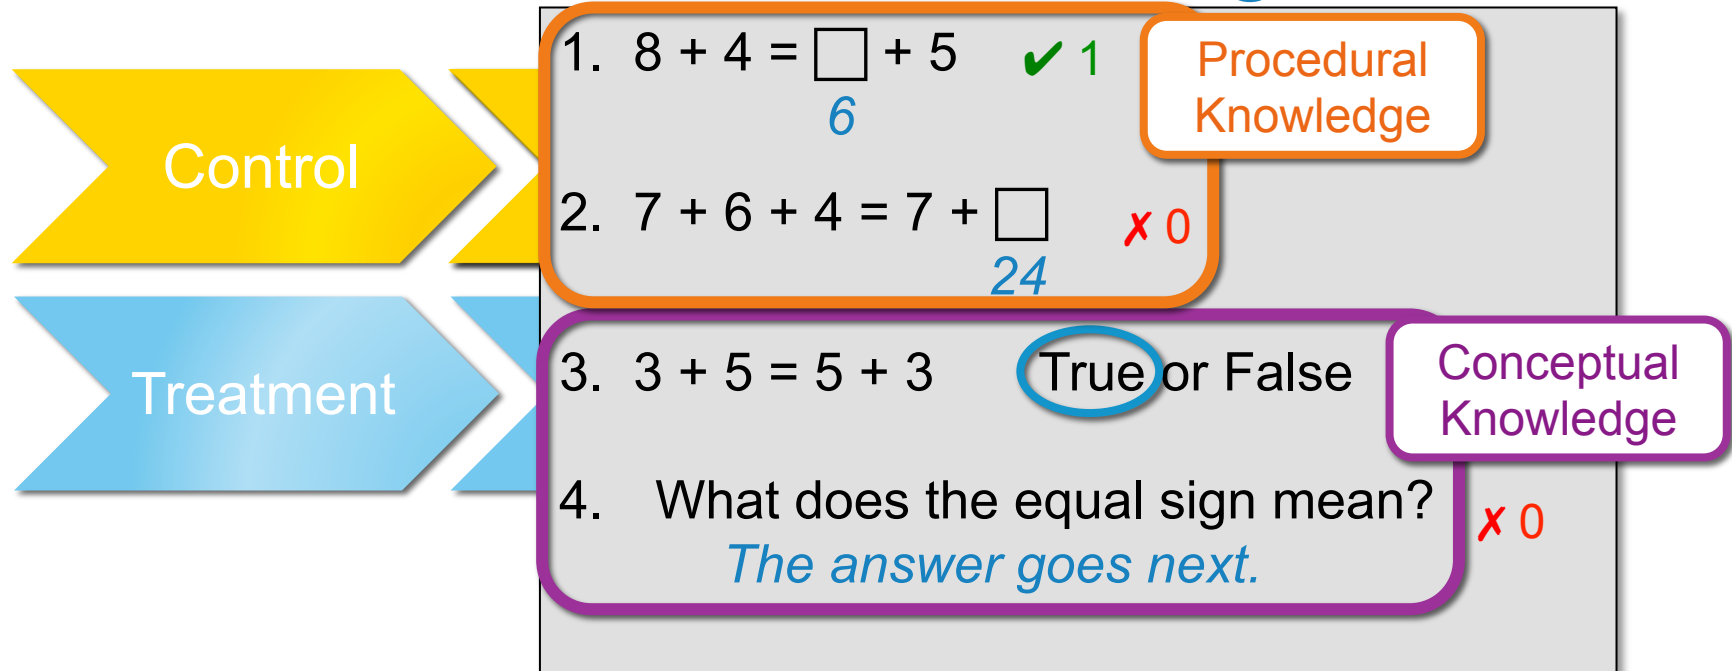 Control
Treatment
1. 8 + 4 = □ + 5 ✔ 1
6
Procedural
Knowledge
2. 7 + 6 + 4 = 7 + □ ✗ 0
24
3. 3 + 5 = 5 + 3 True or False
Conceptual
Knowledge
4. What does the equal sign mean?
✗ 0
The answer goes next.